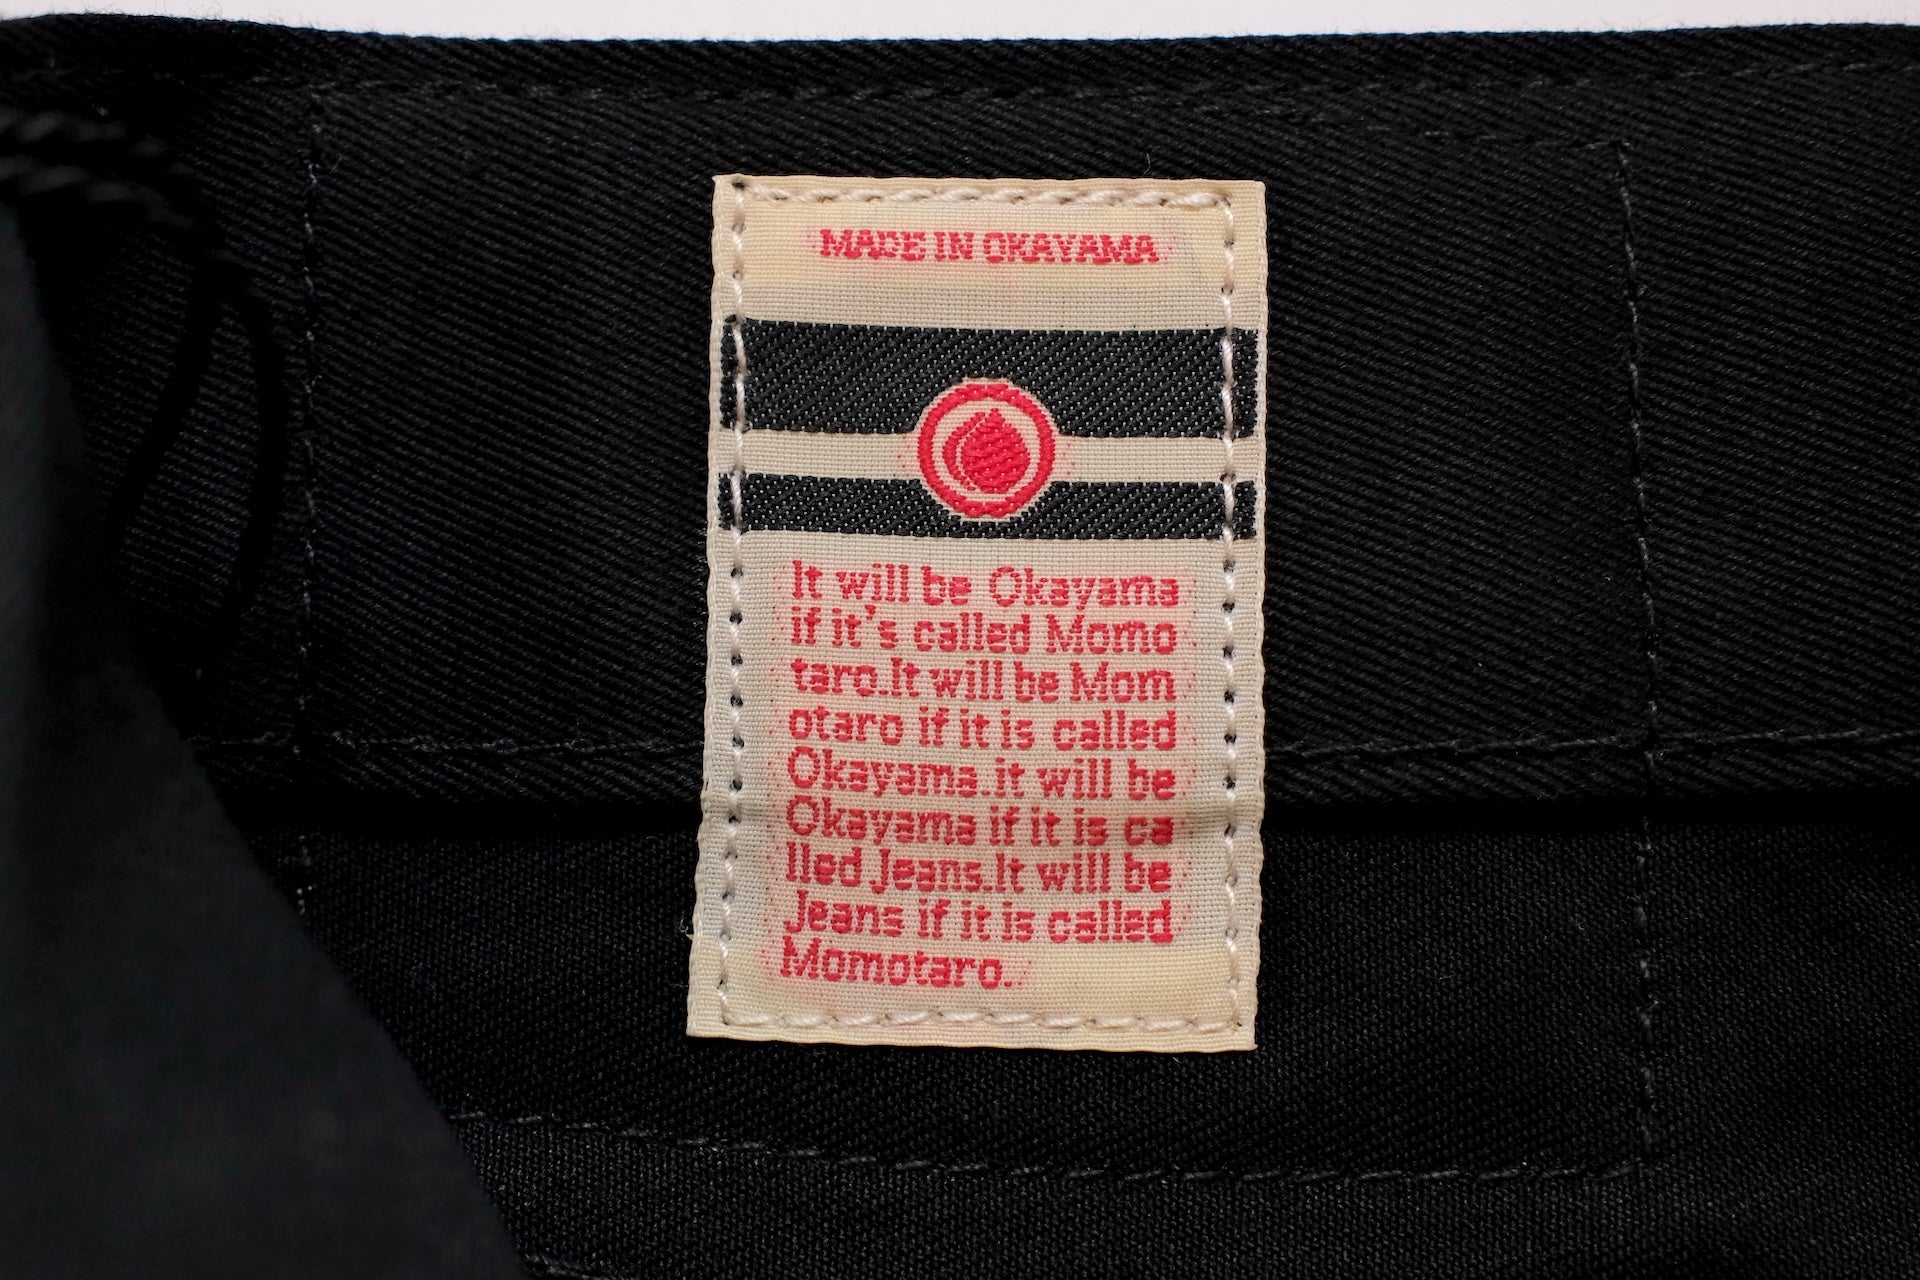 MADE IN OKAYAMA
It will be Okayama
if it's called Momo
taro.It will be Mom
otaro if it is called
Okayama.it will be
Okayama if it is ca
lled Jeans.It will be
Jeans if it is called
Momotaro.